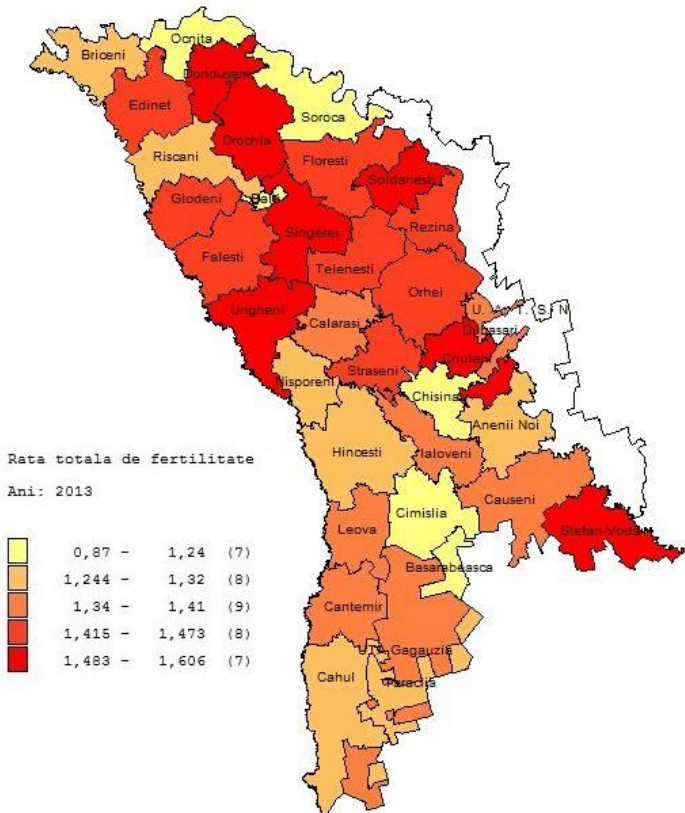 Ocnita
Briceni
Donduseni
Edinet
Soroca
Drochia
Riscani
Floresti
Soldanesti
Glodeni
Balti
Rezina
Singerei
Falesti
Telenesti
Orhei
Ungheni
Calarasi
U. A. T. S. N
Dubasari
Criuleni
Straseni
Nisporeni
Chisinau
Anenii Noi
Hincesti
Ialoveni
Rata totala de fertilitate
Ani: 2013
Causeni
Cimislia
Leova
Stefan-Voda
0,87 - 1,24 (7)
1,244 - 1,32 (8)
1,34 - 1,41 (9)
1,415 - 1,473 (8)
1,483 - 1,606 (7)
Basarabeasca
Cantemir
UTA Gagauzia
Cahul
Taraclia